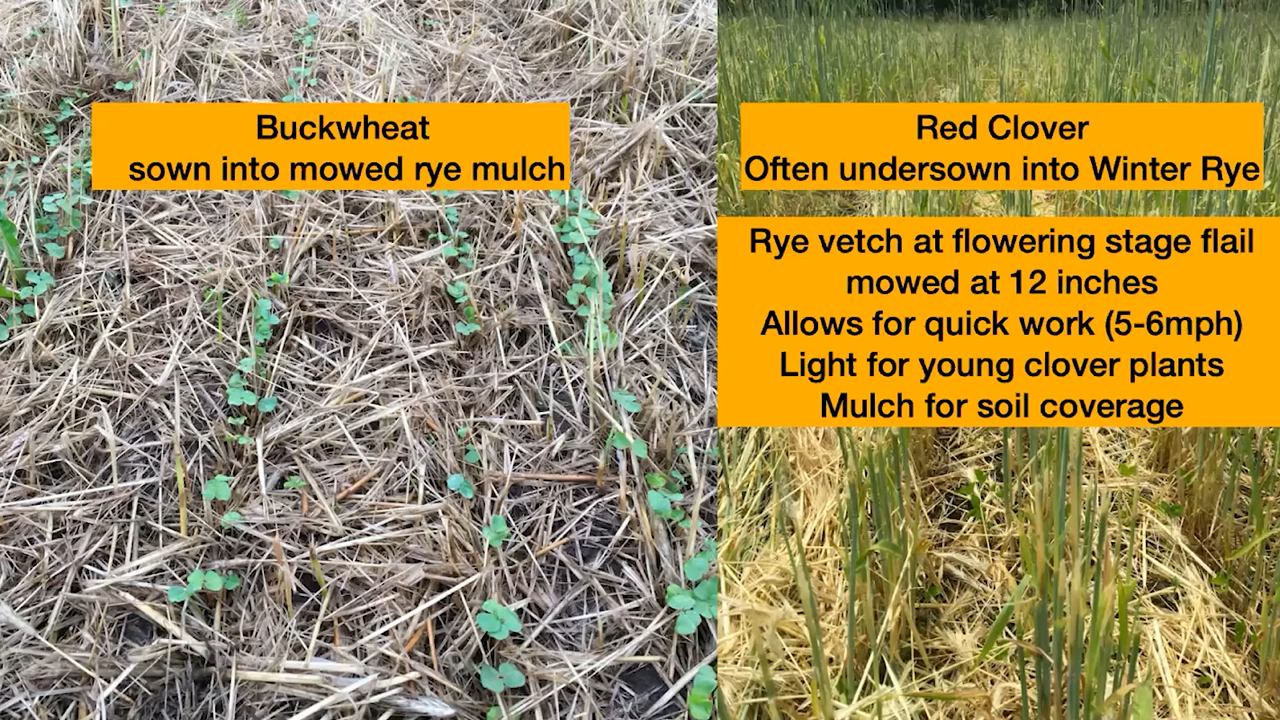 Buckwheat
sown into mowed rye mulch
Red Clover
Often undersown into Winter Rye
Rye vetch at flowering stage flail
mowed at 12 inches
Allows for quick work (5-6mph)
Light for young clover plants
Mulch for soil coverage